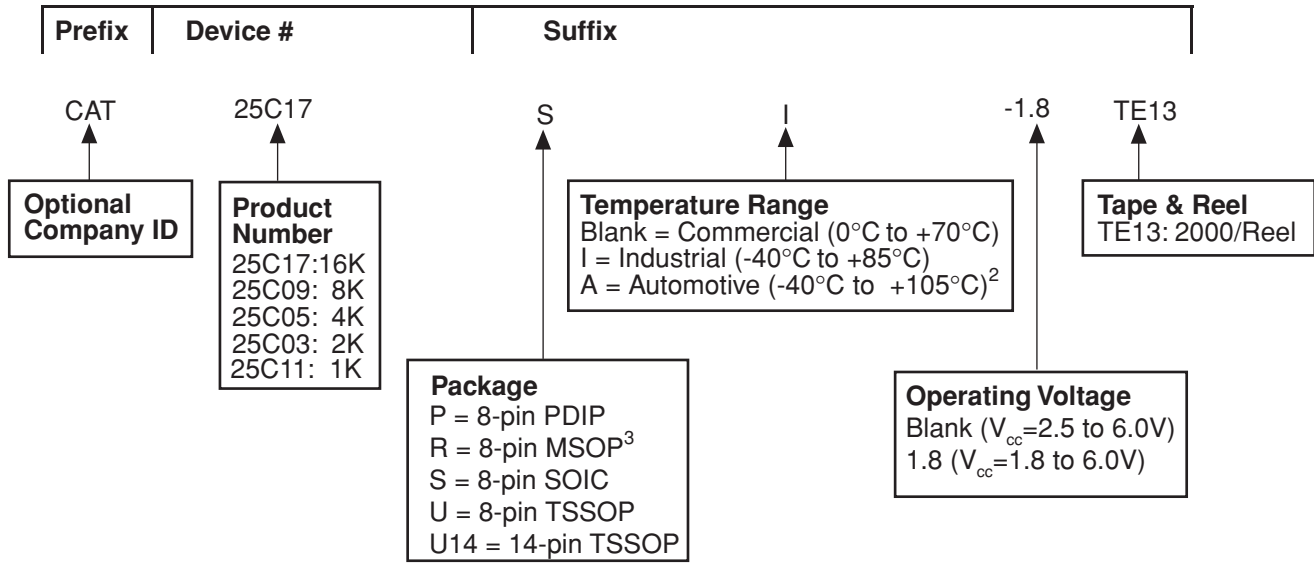 Prefix Device # Suffix
CAT 25C17 S I -1.8 TE13
Optional
Company ID
Product
Number
25C17:16K
25C09: 8K
25C05: 4K
25C03: 2K
25C11: 1K
Temperature Range
Blank = Commercial (0°C to +70°C)
I = Industrial (-40°C to +85°C)
A = Automotive (-40°C to +105°C)²
Tape & Reel
TE13: 2000/Reel
Package
P = 8-pin PDIP
R = 8-pin MSOP³
S = 8-pin SOIC
U = 8-pin TSSOP
U14 = 14-pin TSSOP
Operating Voltage
Blank (Vcc=2.5 to 6.0V)
1.8 (Vcc=1.8 to 6.0V)